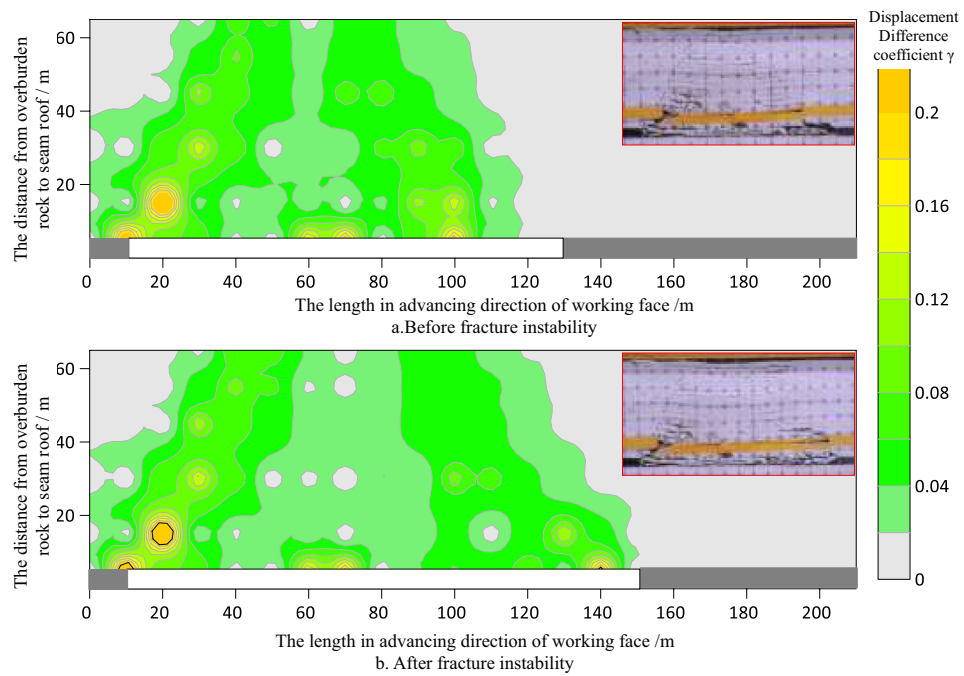 Displacement
Difference
coefficient γ
0.2
0.16
0.12
0.08
0.04
0
The distance from overburden
rock to seam roof / m
60
40
20
0 20 40 60 80 100 120 140 160 180 200
The length in advancing direction of working face /m
a.Before fracture instability
The distance from overburden
rock to seam roof / m
60
40
20
0 20 40 60 80 100 120 140 160 180 200
The length in advancing direction of working face /m
b. After fracture instability